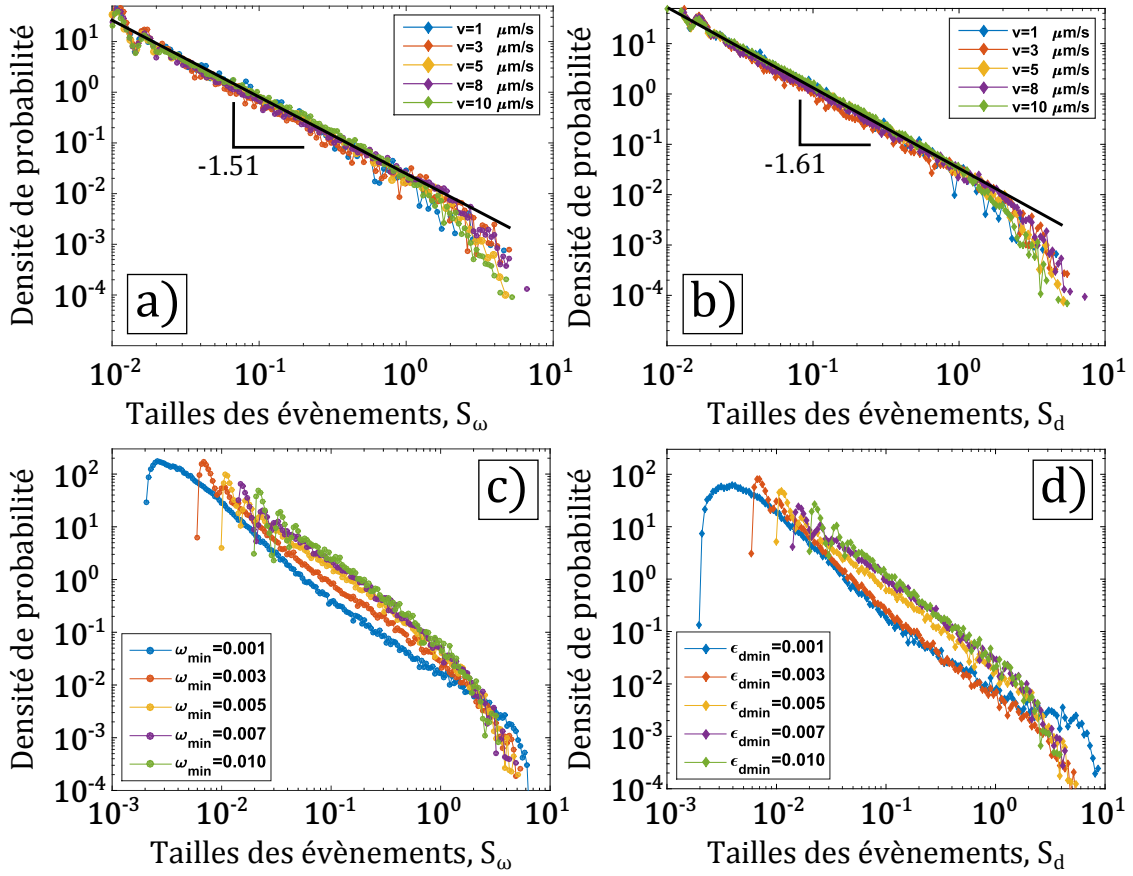 a)
Densité de probabilité
10^1
10^0
10^-1
10^-2
10^-3
10^-4
v=1 μm/s
v=3 μm/s
v=5 μm/s
v=8 μm/s
v=10 μm/s
-1.51
10^-2 10^-1 10^0 10^1
Tailles des évènements, S_ω
b)
Densité de probabilité
10^1
10^0
10^-1
10^-2
10^-3
10^-4
v=1 μm/s
v=3 μm/s
v=5 μm/s
v=8 μm/s
v=10 μm/s
-1.61
10^-2 10^-1 10^0 10^1
Tailles des évènements, S_d
c)
Densité de probabilité
10^2
10^1
10^0
10^-1
10^-2
10^-3
10^-4
ω_min=0.001
ω_min=0.003
ω_min=0.005
ω_min=0.007
ω_min=0.010
10^-3 10^-2 10^-1 10^0 10^1
Tailles des évènements, S_ω
d)
Densité de probabilité
10^2
10^1
10^0
10^-1
10^-2
10^-3
10^-4
ϵ_dmin=0.001
ϵ_dmin=0.003
ϵ_dmin=0.005
ϵ_dmin=0.007
ϵ_dmin=0.010
10^-3 10^-2 10^-1 10^0 10^1
Tailles des évènements, S_d